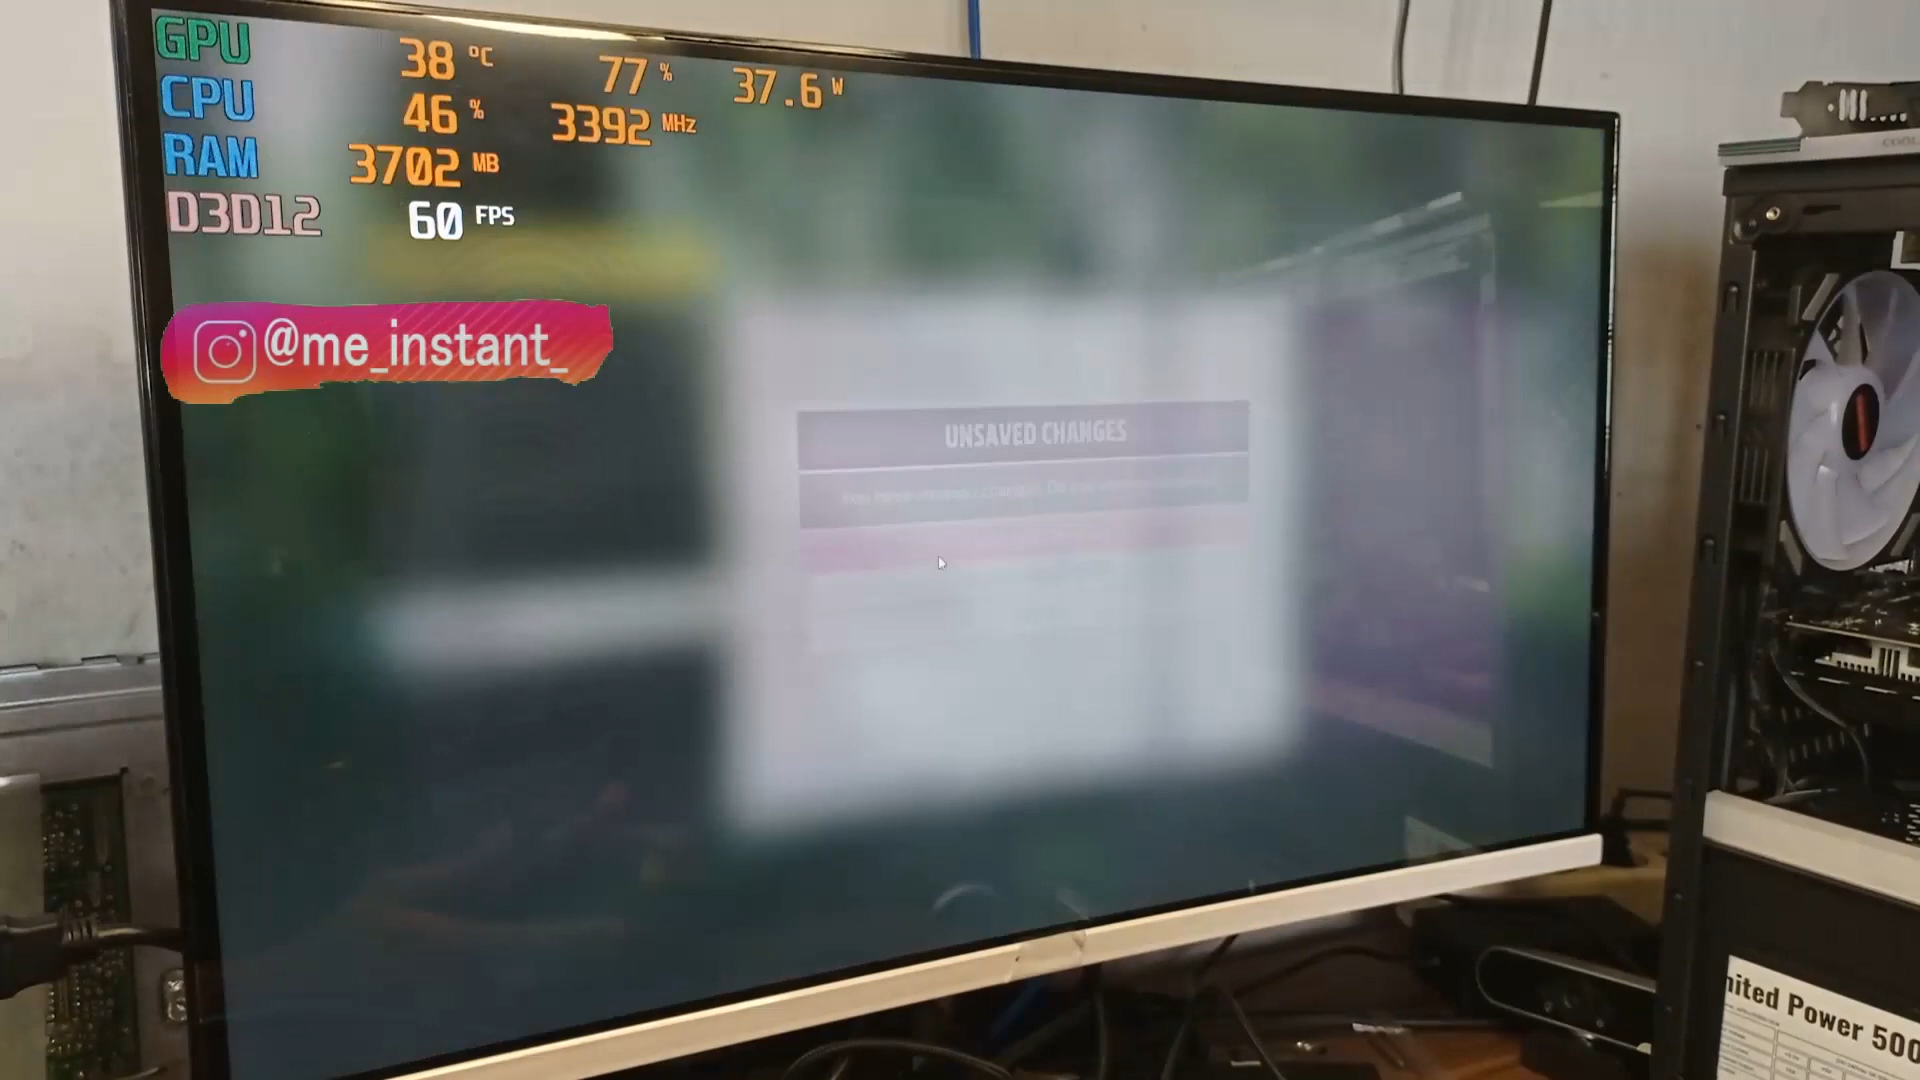 GPU 38 °C 77 % 37.6 W
CPU 46 % 3392 MHz
RAM 3702 MB
D3D12 60 FPS
@me_instant_
UNSAVED CHANGES
nited Power 500